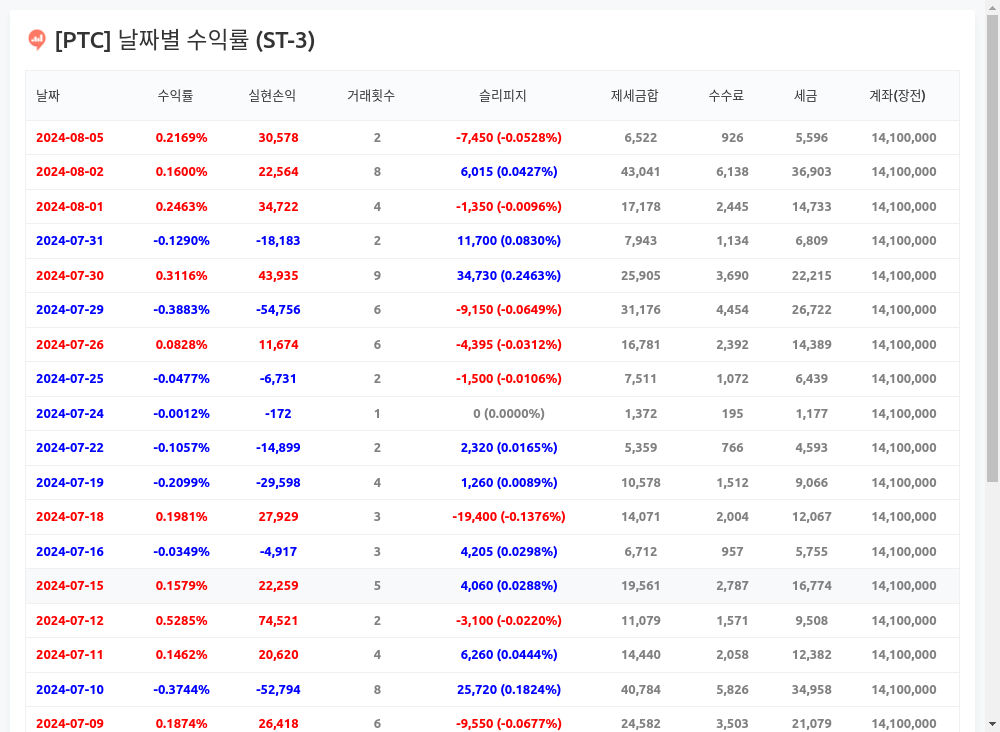 [PTC] 날짜별 수익률 (ST-3)
날짜 수익률 실현손익 거래횟수 슬리피지 제세금합 수수료 세금 계좌(장전)
2024-08-05 0.2169% 30,578 2 -7,450 (-0.0528%) 6,522 926 5,596 14,100,000
2024-08-02 0.1600% 22,564 8 6,015 (0.0427%) 43,041 6,138 36,903 14,100,000
2024-08-01 0.2463% 34,722 4 -1,350 (-0.0096%) 17,178 2,445 14,733 14,100,000
2024-07-31 -0.1290% -18,183 2 11,700 (0.0830%) 7,943 1,134 6,809 14,100,000
2024-07-30 0.3116% 43,935 9 34,730 (0.2463%) 25,905 3,690 22,215 14,100,000
2024-07-29 -0.3883% -54,756 6 -9,150 (-0.0649%) 31,176 4,454 26,722 14,100,000
2024-07-26 0.0828% 11,674 6 -4,395 (-0.0312%) 16,781 2,392 14,389 14,100,000
2024-07-25 -0.0477% -6,731 2 -1,500 (-0.0106%) 7,511 1,072 6,439 14,100,000
2024-07-24 -0.0012% -172 1 0 (0.0000%) 1,372 195 1,177 14,100,000
2024-07-22 -0.1057% -14,899 2 2,320 (0.0165%) 5,359 766 4,593 14,100,000
2024-07-19 -0.2099% -29,598 4 1,260 (0.0089%) 10,578 1,512 9,066 14,100,000
2024-07-18 0.1981% 27,929 3 -19,400 (-0.1376%) 14,071 2,004 12,067 14,100,000
2024-07-16 -0.0349% -4,917 3 4,205 (0.0298%) 6,712 957 5,755 14,100,000
2024-07-15 0.1579% 22,259 5 4,060 (0.0288%) 19,561 2,787 16,774 14,100,000
2024-07-12 0.5285% 74,521 2 -3,100 (-0.0220%) 11,079 1,571 9,508 14,100,000
2024-07-11 0.1462% 20,620 4 6,260 (0.0444%) 14,440 2,058 12,382 14,100,000
2024-07-10 -0.3744% -52,794 8 25,720 (0.1824%) 40,784 5,826 34,958 14,100,000
2024-07-09 0.1874% 26,418 6 -9,550 (-0.0677%) 24,582 3,503 21,079 14,100,000